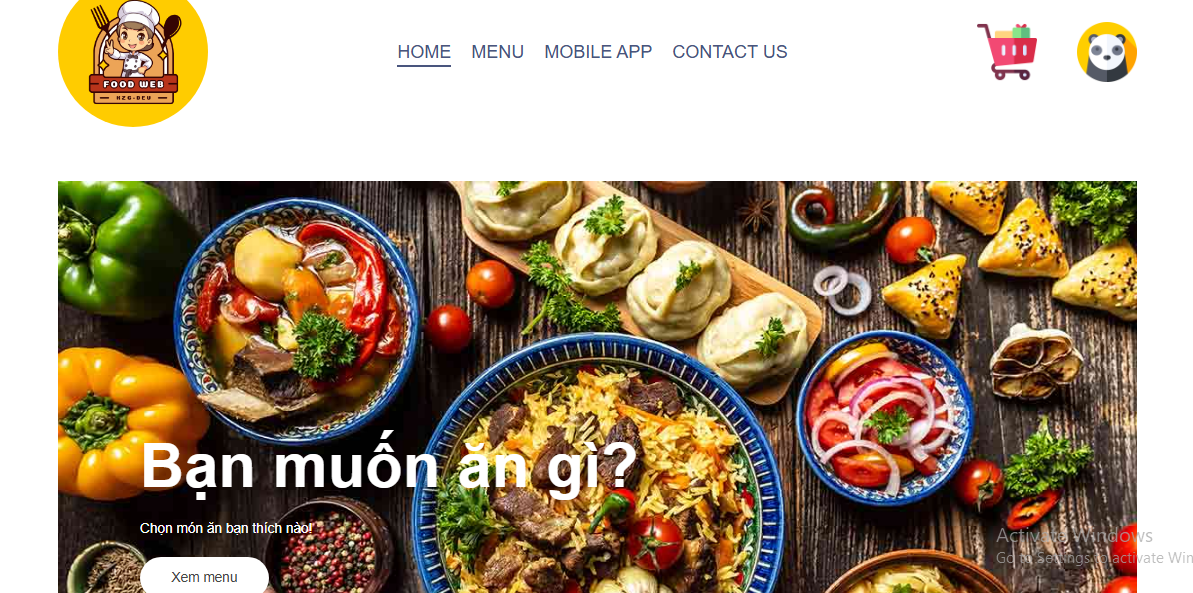 FOOD WEB
HZG-DEV
HOME MENU MOBILE APP CONTACT US
Bạn muốn ăn gì?
Chọn món ăn bạn thích nào!
Xem menu
Activate Windows
Go to Settings to activate Win